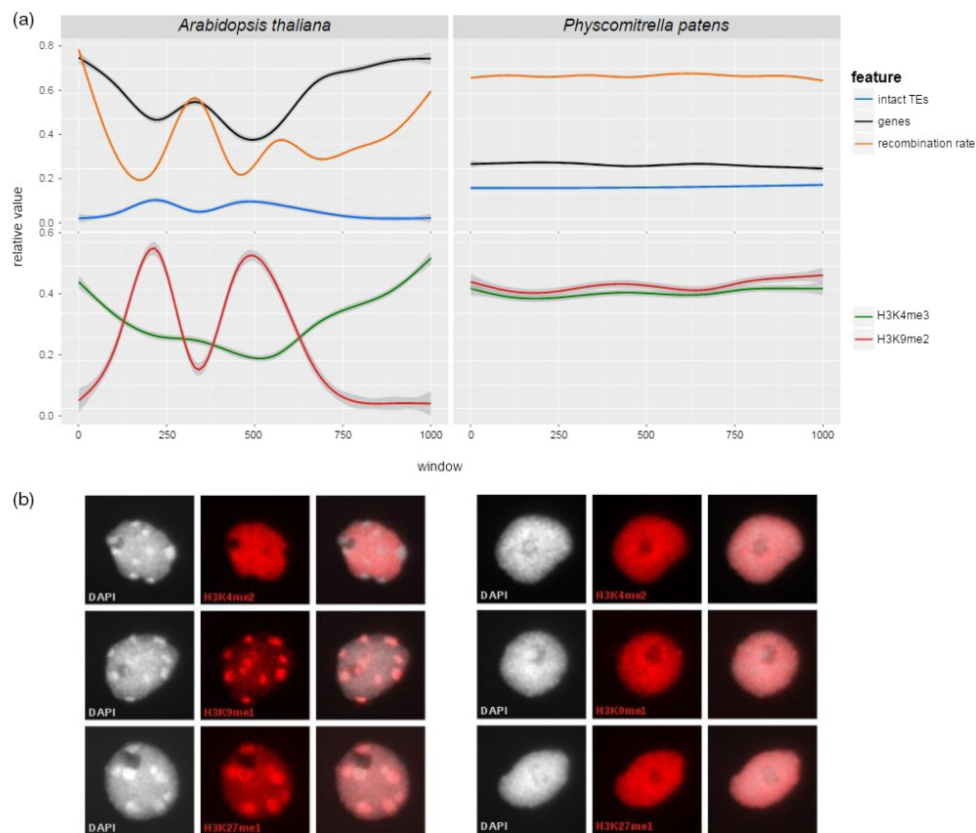 (a)
Arabidopsis thaliana
Physcomitrella patens
0.8
0.6
0.4
0.2
0.0
0.6
0.4
0.2
0.0
relative value
0 250 500 750 1000
0 250 500 750 1000
window
feature
intact TEs
genes
recombination rate
H3K4me3
H3K9me2
(b)
DAPI H3K4me2 DAPI H3K4me2
DAPI H3K9me1 DAPI H3K9me1
DAPI H3K27me1 DAPI H3K27me1